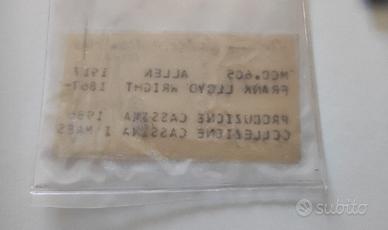 MOD.605 ALLEN 1917
FRANK LLOYD WRIGHT 1867-
PRODUZIONE CASSINA 1986
COLLEZIONE CASSINA I MAES
subito